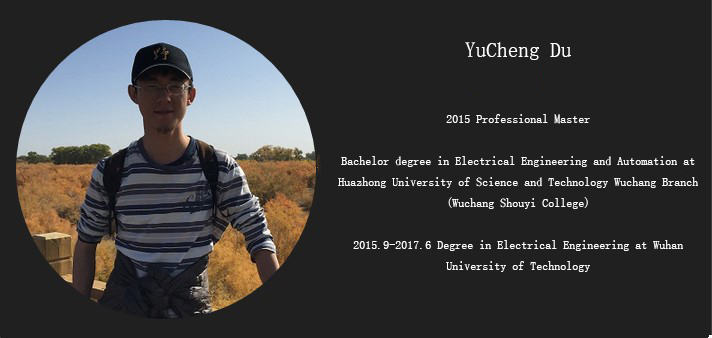 野
YuCheng Du
2015 Professional Master
Bachelor degree in Electrical Engineering and Automation at
Huazhong University of Science and Technology Wuchang Branch
(Wuchang Shouyi College)
2015.9-2017.6 Degree in Electrical Engineering at Wuhan
University of Technology